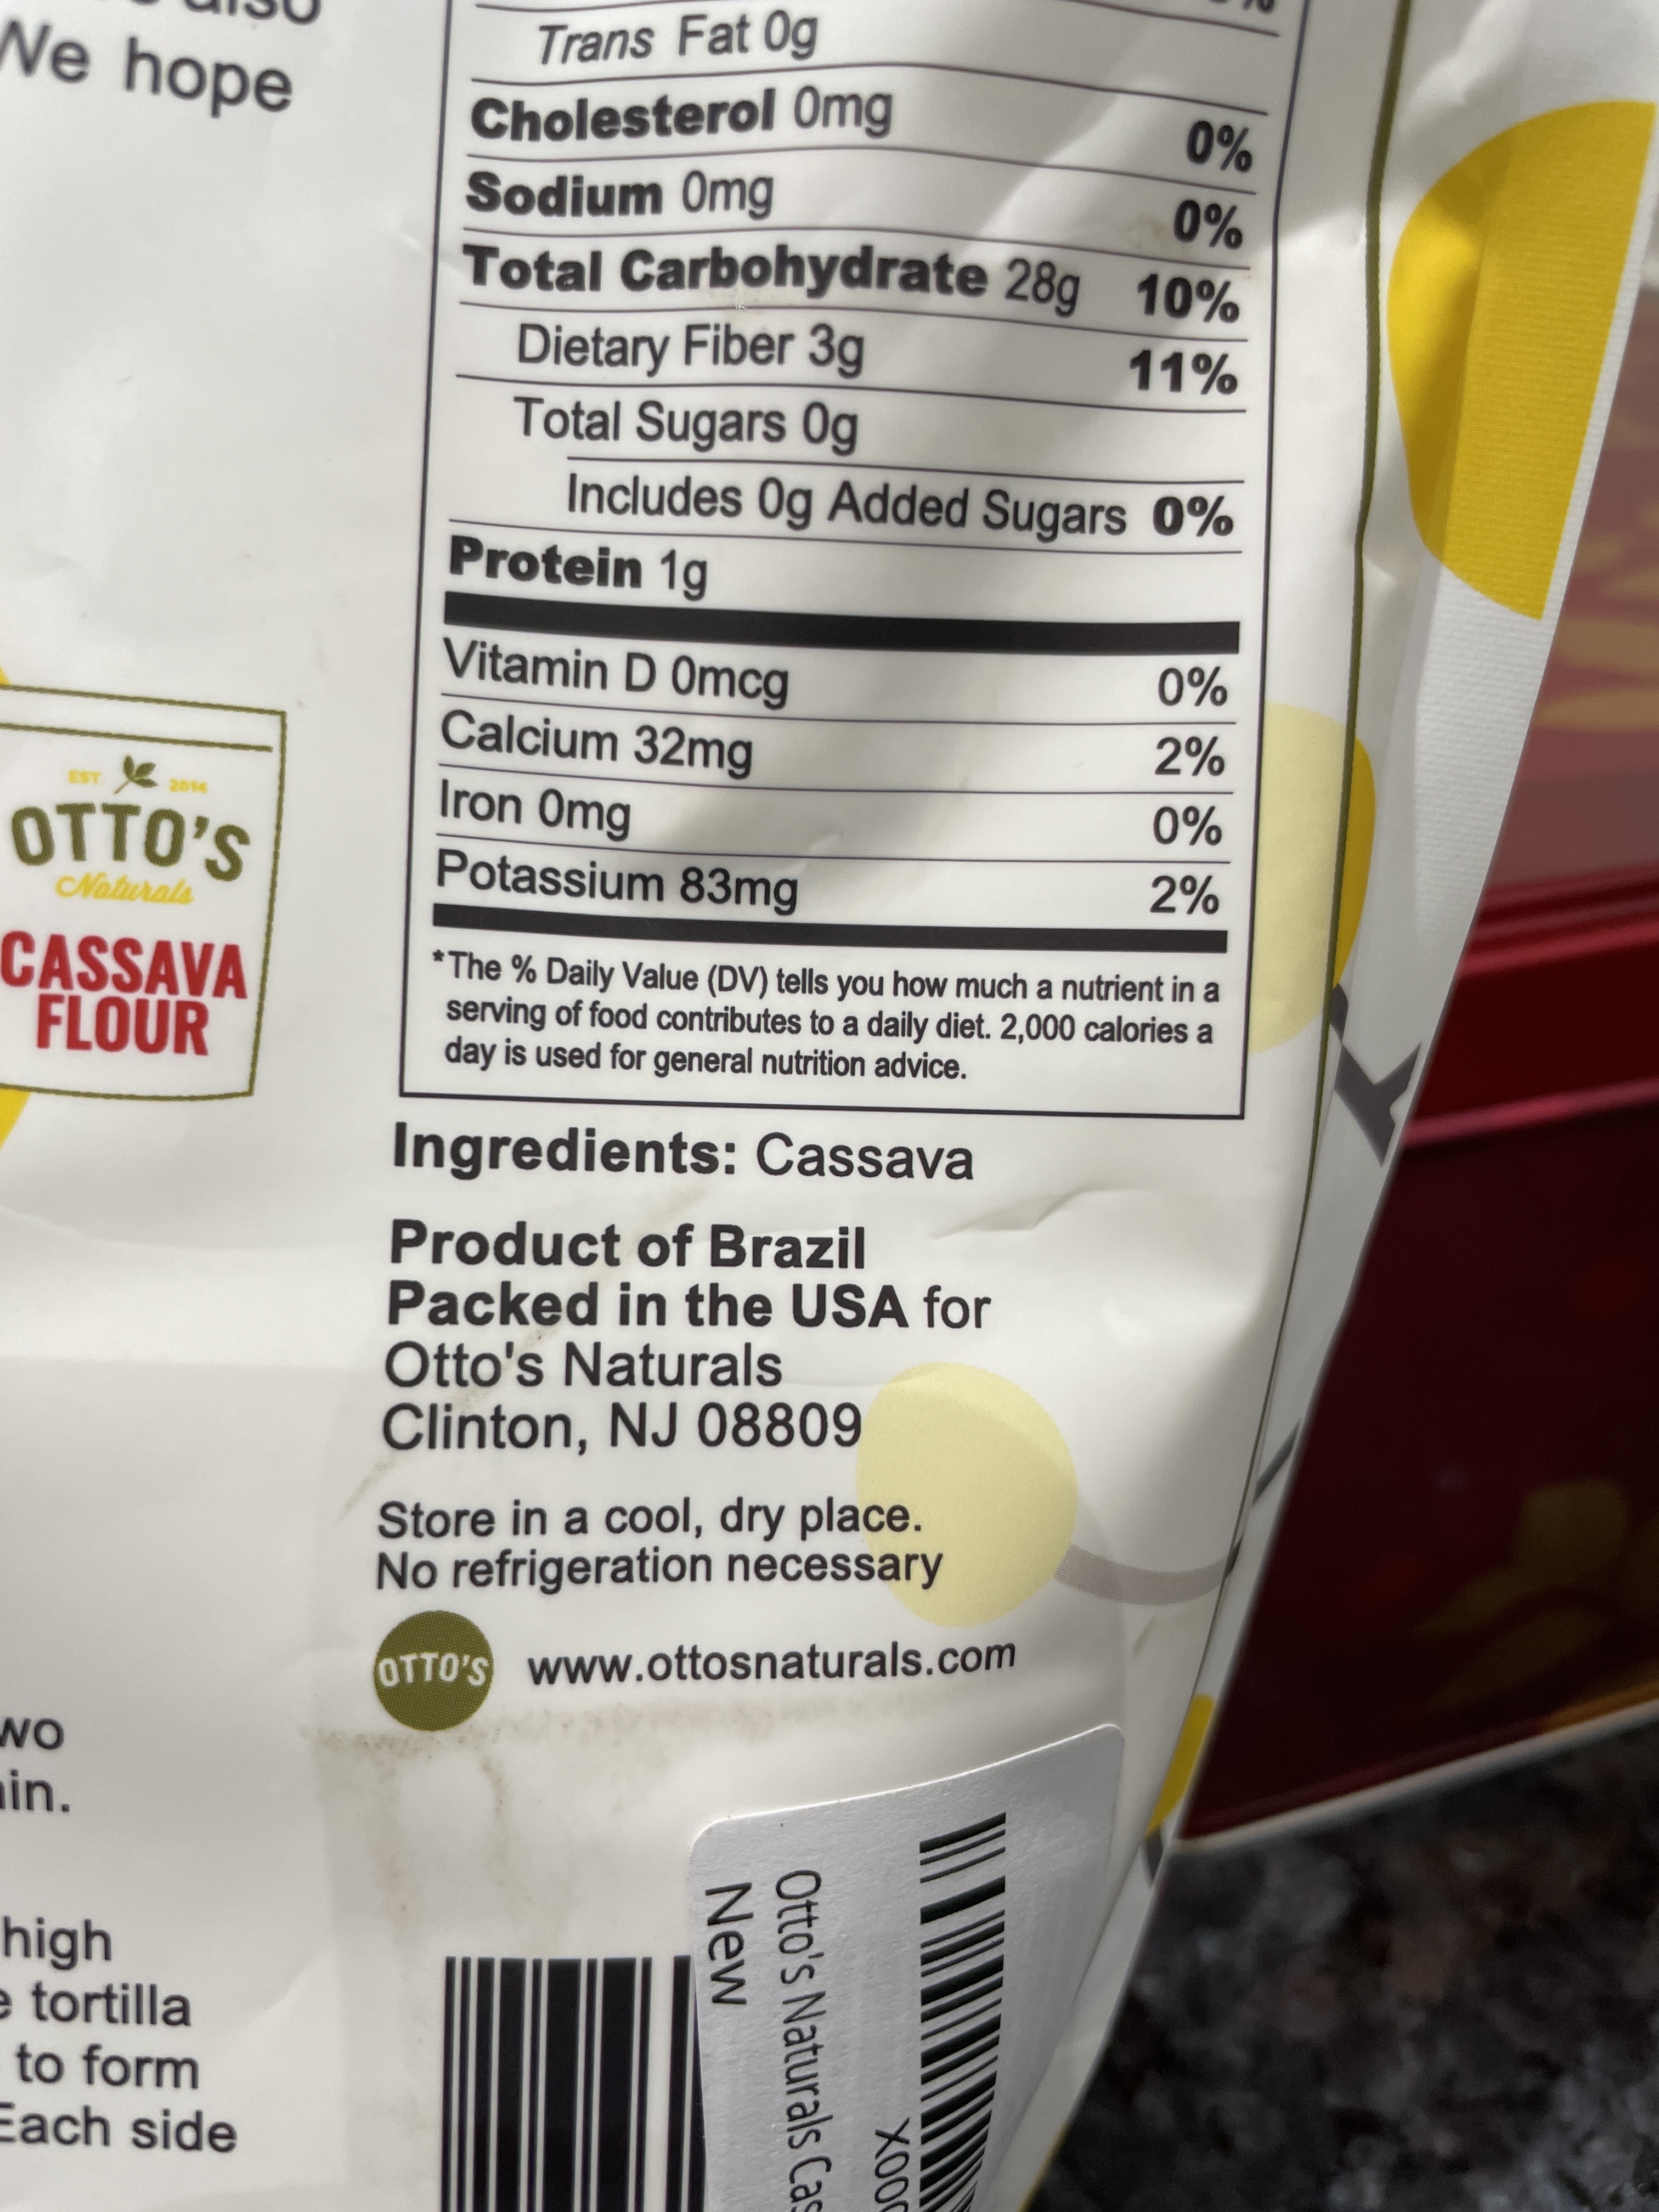 We hope
Trans Fat 0g
Cholesterol 0mg 0%
Sodium 0mg 0%
Total Carbohydrate 28g 10%
Dietary Fiber 3g 11%
Total Sugars 0g
Includes 0g Added Sugars 0%
Protein 1g
Vitamin D 0mcg 0%
Calcium 32mg 2%
Iron 0mg 0%
Potassium 83mg 2%
*The % Daily Value (DV) tells you how much a nutrient in a
serving of food contributes to a daily diet. 2,000 calories a
day is used for general nutrition advice.
EST. 2014
OTTO'S
Naturals
CASSAVA
FLOUR
Ingredients: Cassava
Product of Brazil
Packed in the USA for
Otto's Naturals
Clinton, NJ 08809
Store in a cool, dry place.
No refrigeration necessary
OTTO'S www.ottosnaturals.com
high
tortilla
to form
Each side
Otto's Naturals Cas
New
X000